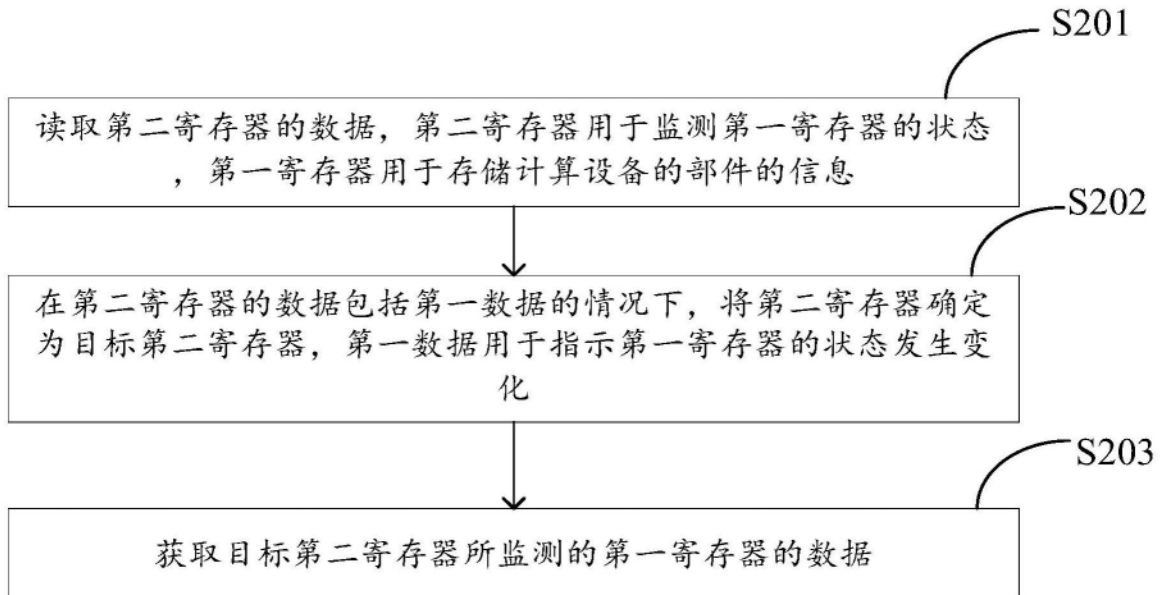 S201
读取第二寄存器的数据，第二寄存器用于监测第一寄存器的状态
，第一寄存器用于存储计算设备的部件的信息
S202
在第二寄存器的数据包括第一数据的情况下，将第二寄存器确定
为目标第二寄存器，第一数据用于指示第一寄存器的状态发生变
化
S203
获取目标第二寄存器所监测的第一寄存器的数据